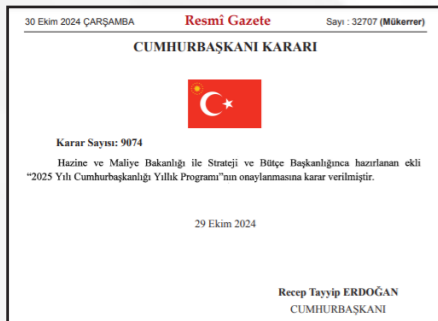 30 Ekim 2024 ÇARŞAMBA Resmî Gazete Sayı : 32707 (Mükerrer)
CUMHURBAŞKANI KARARI
Karar Sayısı: 9074
Hazine ve Maliye Bakanlığı ile Strateji ve Bütçe Başkanlığınca hazırlanan ekli
“2025 Yılı Cumhurbaşkanlığı Yıllık Programı”nın onaylanmasına karar verilmiştir.
29 Ekim 2024
Recep Tayyip ERDOĞAN
CUMHURBAŞKANI